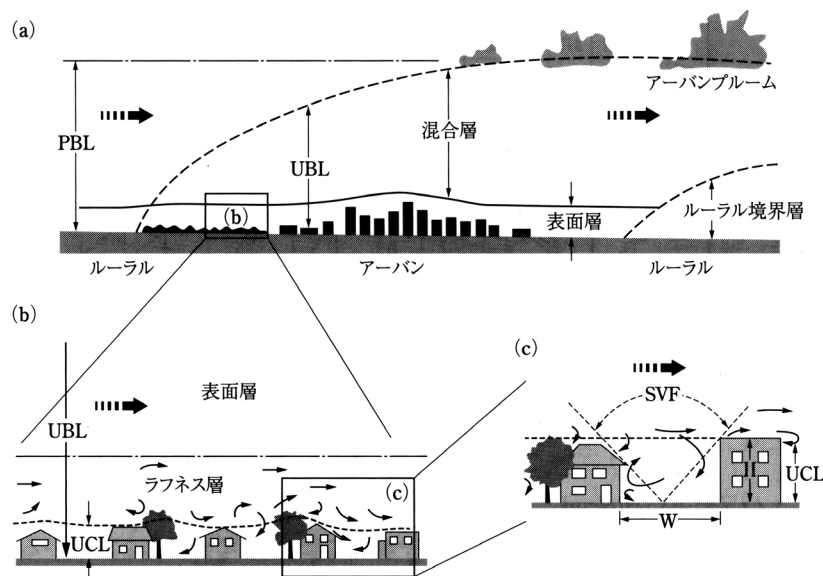 (a)
アーバンプルーム
混合層
PBL
UBL
(b)
表面層
ルーラル境界層
ルーラル
アーバン
ルーラル
(b)
表面層
UBL
ラフネス層
(c)
UCL
(c)
SVF
H
UCL
W